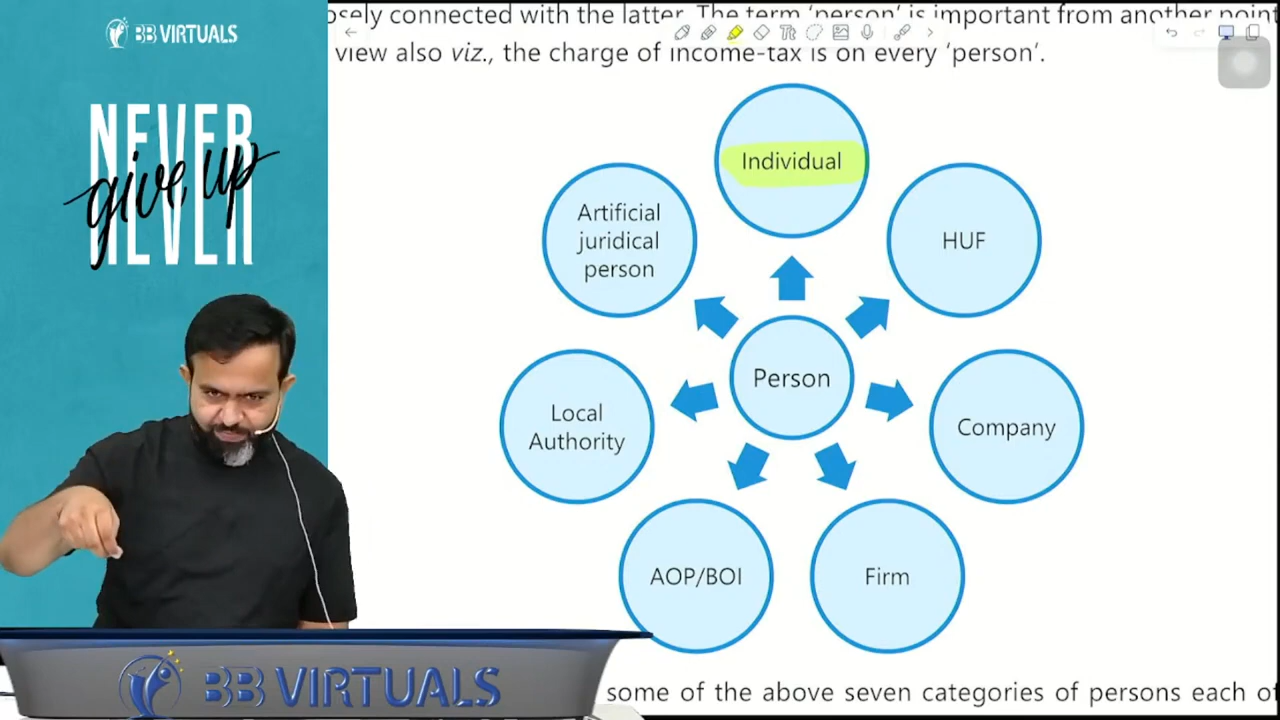 BB VIRTUALS
NEVER
give up
NEVER
osely connected with the latter. The term ‘person’ is important from another point
view also viz., the charge of income-tax is on every ‘person’.
Individual
Artificial
juridical
person
HUF
Person
Local
Authority
Company
AOP/BOI
Firm
BB VIRTUALS
some of the above seven categories of persons each of